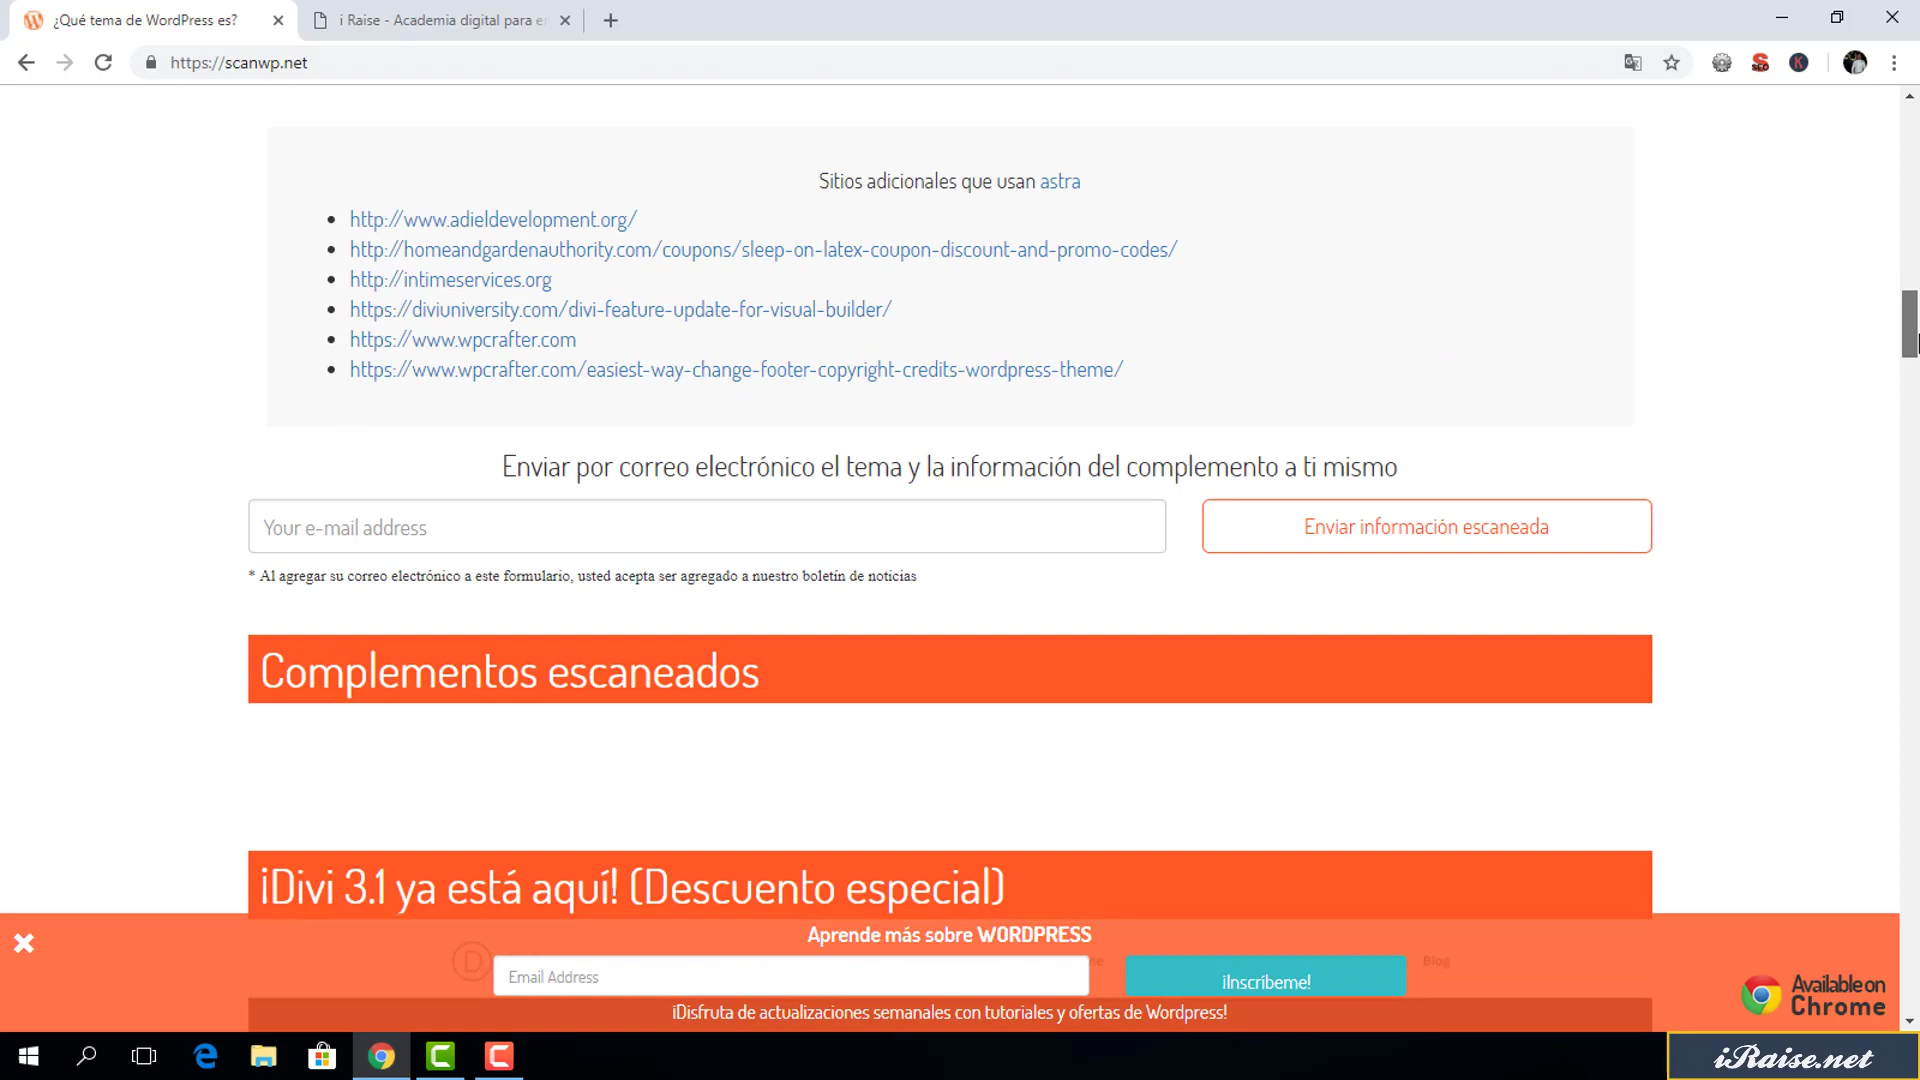 ¿Qué tema de WordPress es?
i Raise - Academia digital para e
https://scanwp.net
Sitios adicionales que usan astra
http://www.adieldevelopment.org/
http://homeandgardenauthority.com/coupons/sleep-on-latex-coupon-discount-and-promo-codes/
http://intimeservices.org
https://diviuniversity.com/divi-feature-update-for-visual-builder/
https://www.wpcrafter.com
https://www.wpcrafter.com/easiest-way-change-footer-copyright-credits-wordpress-theme/
Enviar por correo electrónico el tema y la información del complemento a ti mismo
Your e-mail address
Enviar información escaneada
* Al agregar su correo electrónico a este formulario, usted acepta ser agregado a nuestro boletín de noticias
Complementos escaneados
¡Divi 3.1 ya está aquí! (Descuento especial)
Aprende más sobre WORDPRESS
Email Address
¡Inscríbeme!
Blog
¡Disfruta de actualizaciones semanales con tutoriales y ofertas de Wordpress!
Available on
Chrome
iRaise.net